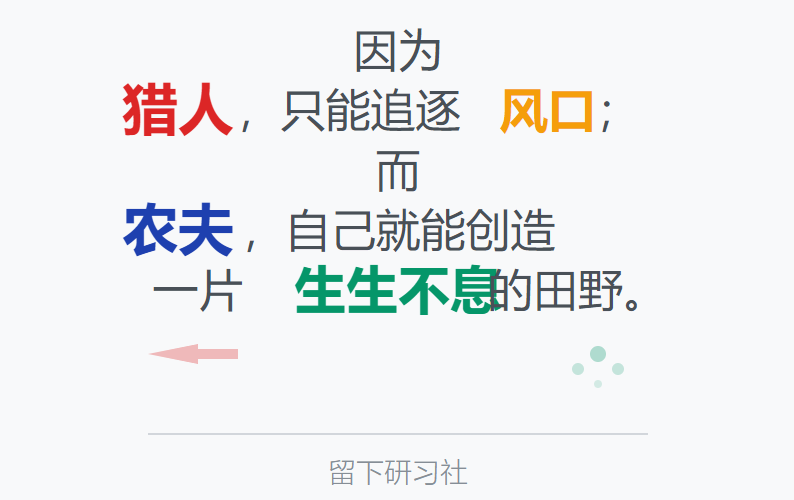 因为
猎人，只能追逐 风口；
而
农夫，自己就能创造
一片 生生不息的田野。
留下研习社